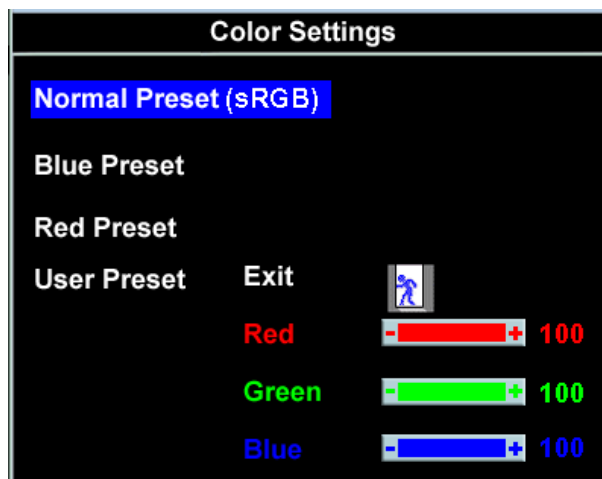 Color Settings
Normal Preset (sRGB)
Blue Preset
Red Preset
User Preset Exit
Red - + 100
Green - + 100
Blue - + 100